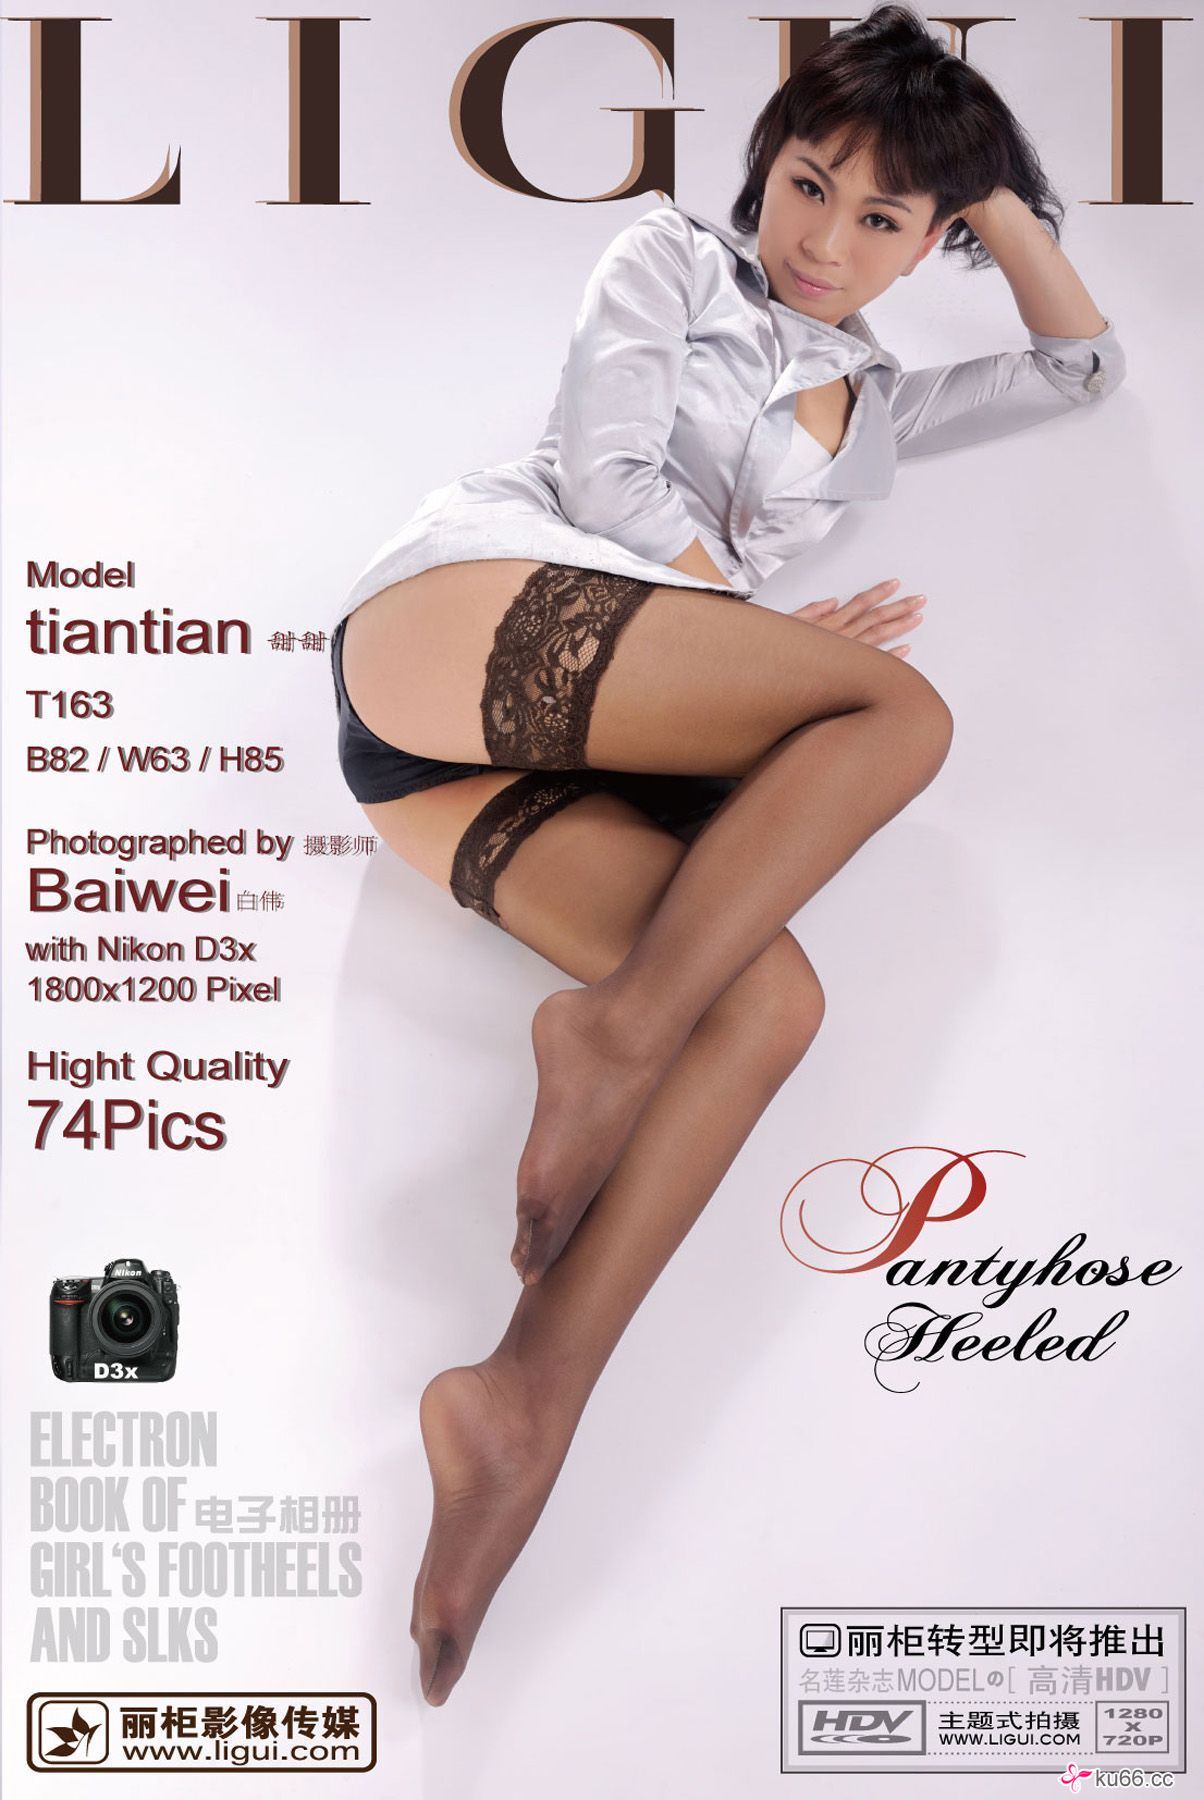 LIGUI
Model
tiantian 甜甜
T163
B82 / W63 / H85
Photographed by 摄影师
Baiwei 白伟
with Nikon D3x
1800x1200 Pixel
Hight Quality
74Pics
Pantyhose
Heeled
Nikon
D3x
ELECTRON
BOOK OF 电子相册
GIRL'S FOOTHEELS
AND SLKS
丽柜影像传媒
www.ligui.com
丽柜转型即将推出
名莲杂志MODELの[ 高清HDV ]
HDV 主题式拍摄 1280
WWW.LIGUI.COM X
720P
ku66.cc